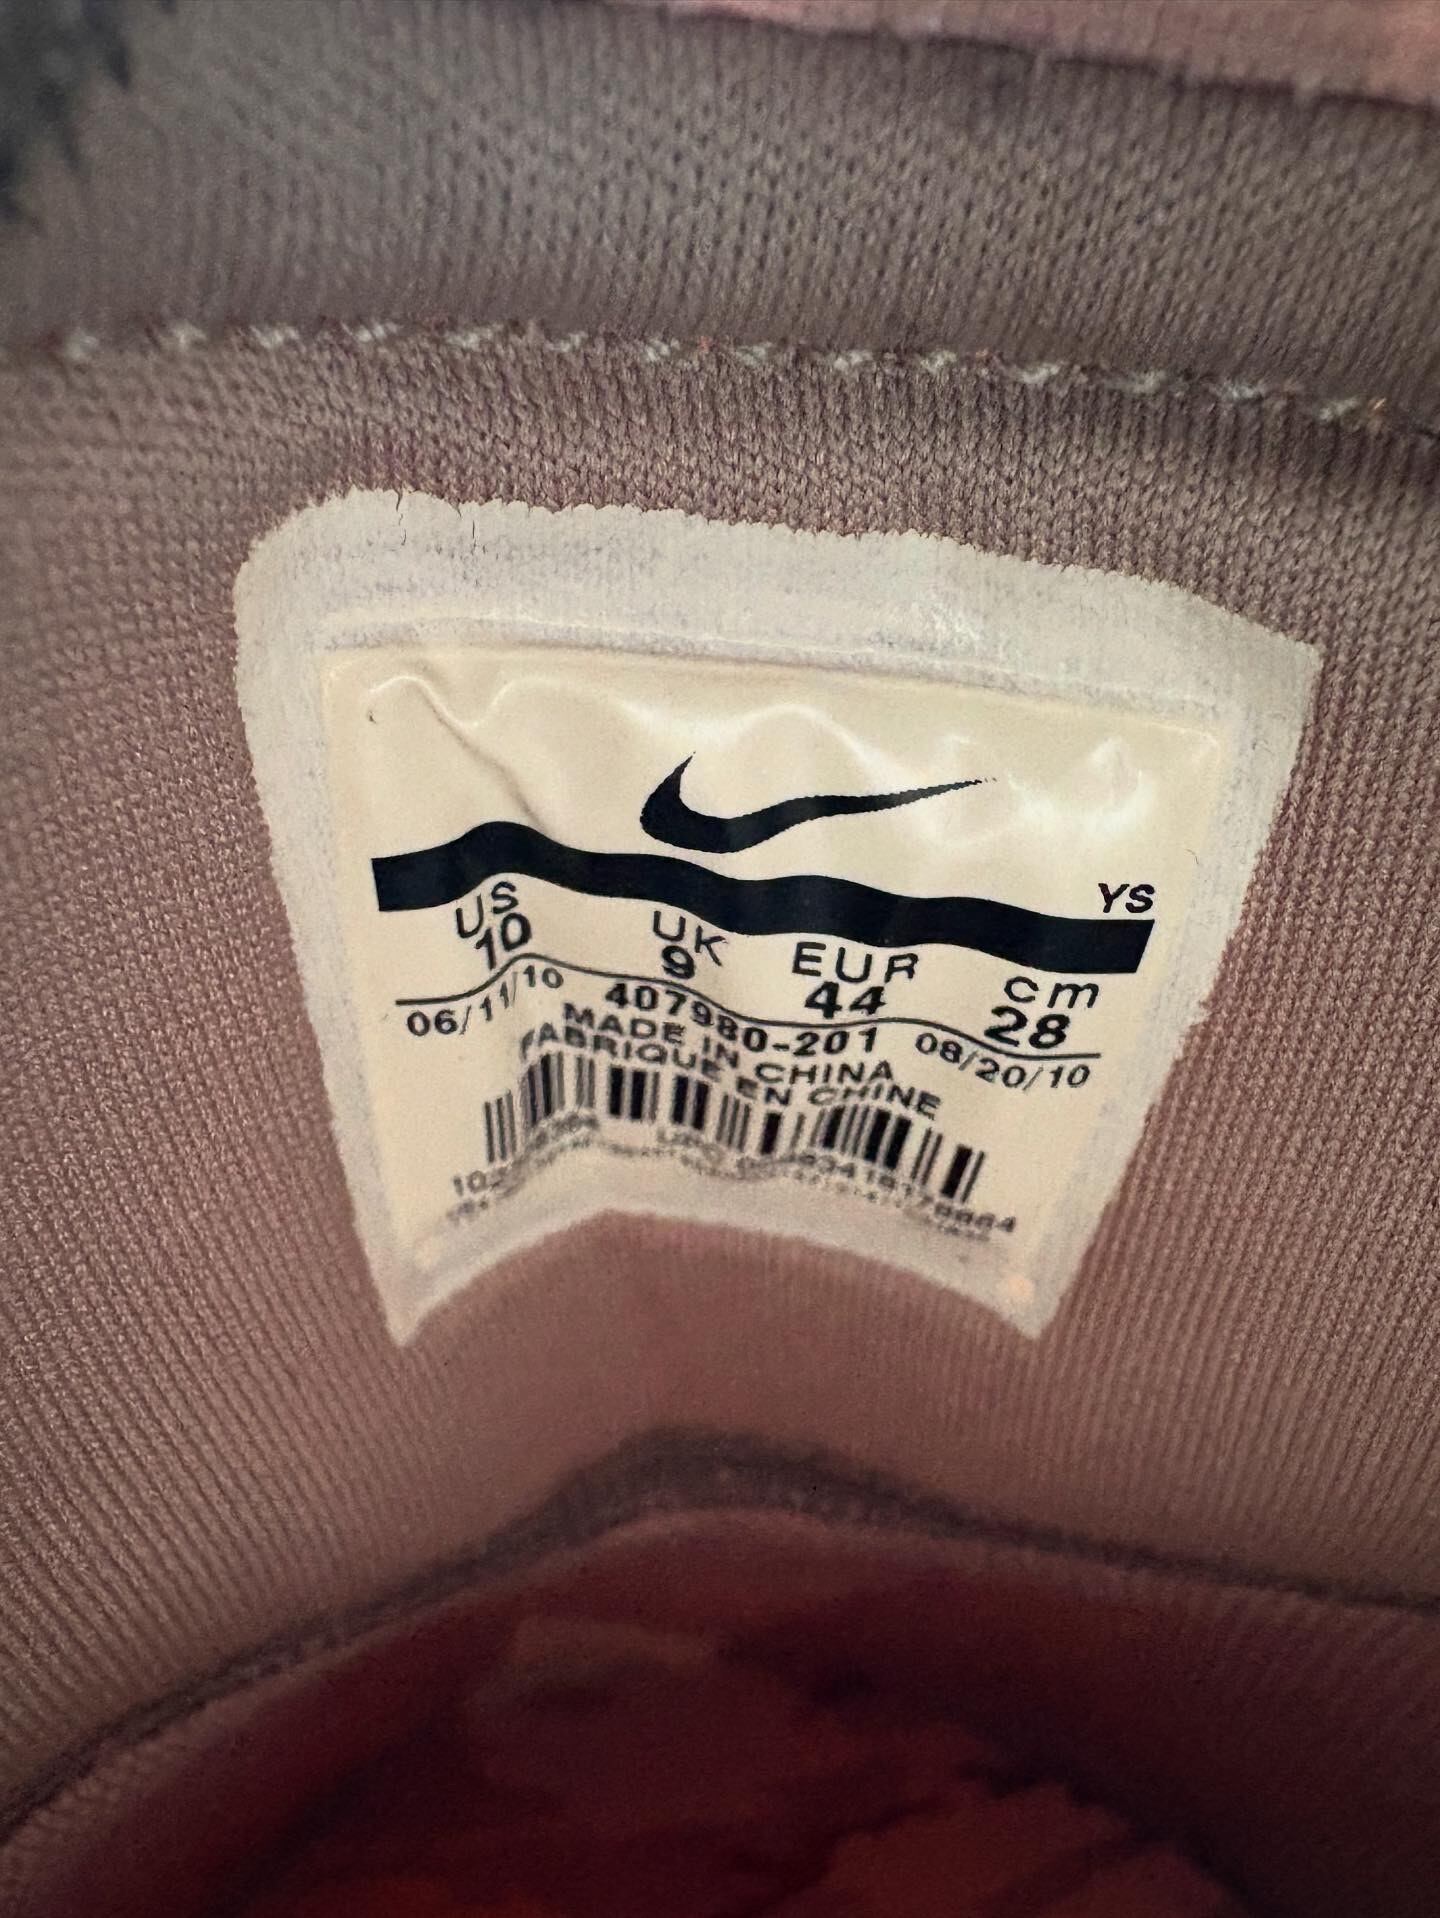 YS
US UK EUR cm
10 9 44 28
06/11/10 407980-201 08/20/10
MADE IN CHINA
FABRIQUE EN CHINE